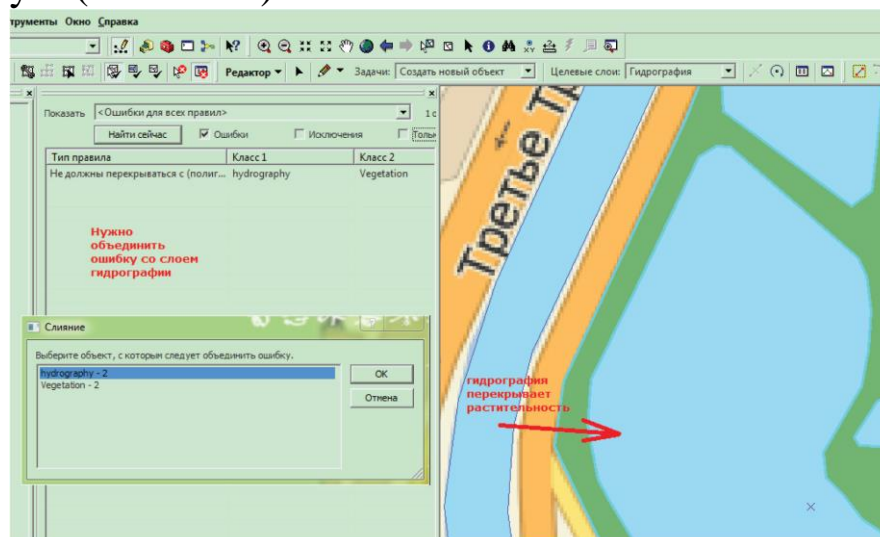 Инструменты Окно Справка
Редактор Задачи: Создать новый объект Целевые слои: Гидрография
Показать <Ошибки для всех правил>
Найти сейчас Ошибки Исключения
Тип правила Класс 1 Класс 2
Не должны перекрываться с (полиг... hydrography Vegetation
Нужно
объединить
ошибку со слоем
гидрографии
Слияние
Выберите объект, с которым следует объединить ошибку.
hydrography - 2
Vegetation - 2
OK
Отмена
Третье
гидрография
перекрывает
растительность